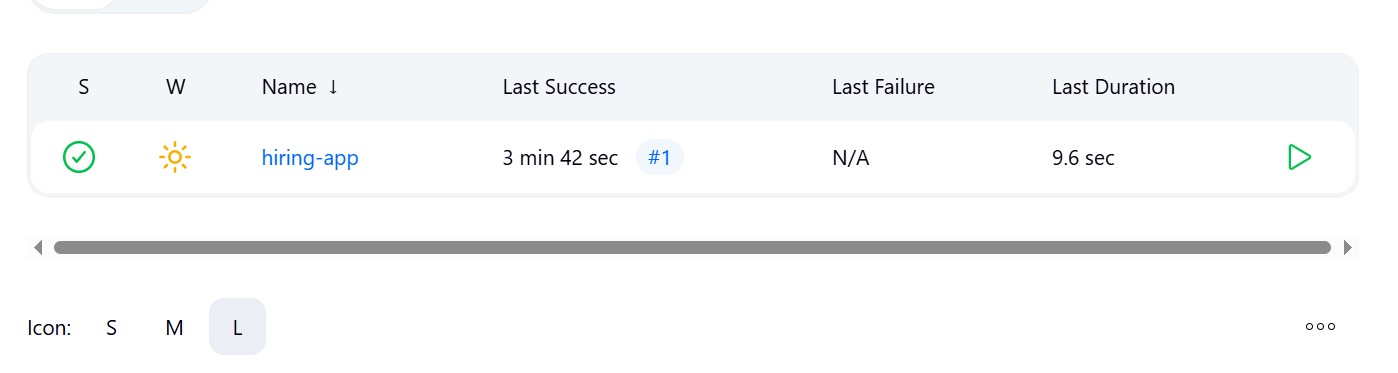 S W Name ↓ Last Success Last Failure Last Duration
hiring-app 3 min 42 sec #1 N/A 9.6 sec
Icon: S M L